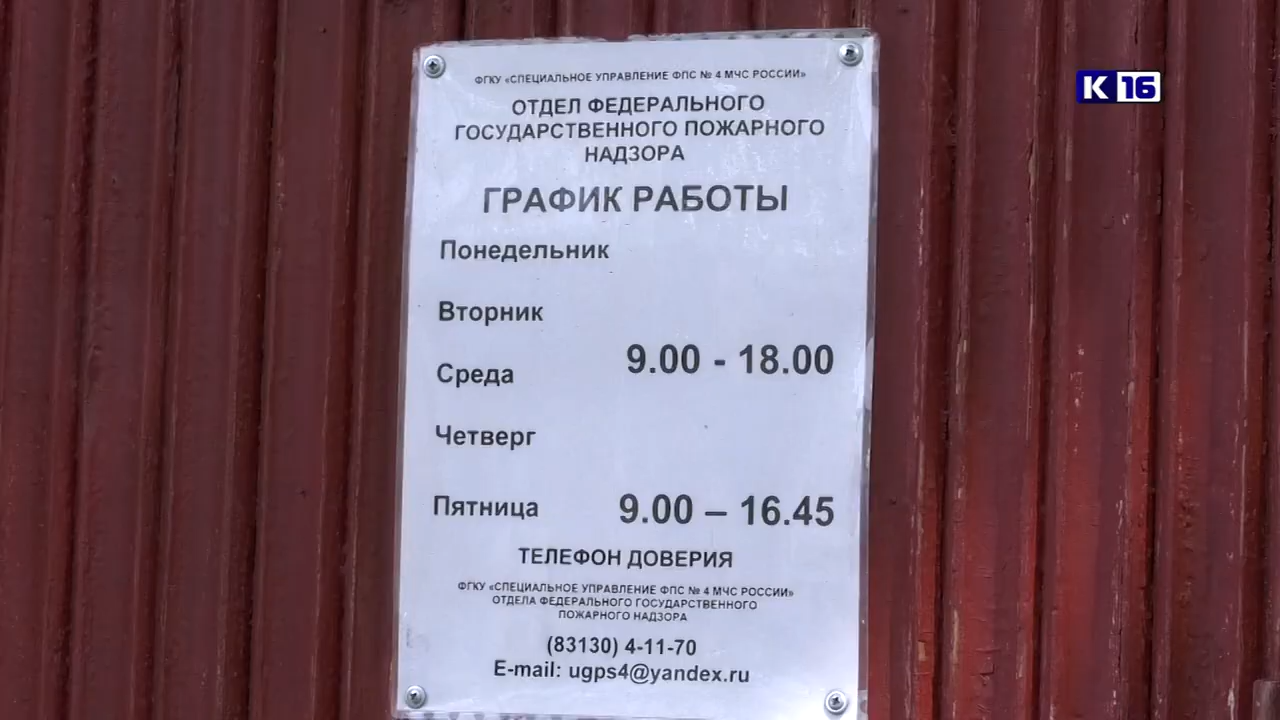 К 16
ФГКУ «СПЕЦИАЛЬНОЕ УПРАВЛЕНИЕ ФПС № 4 МЧС РОССИИ»
ОТДЕЛ ФЕДЕРАЛЬНОГО
ГОСУДАРСТВЕННОГО ПОЖАРНОГО
НАДЗОРА
ГРАФИК РАБОТЫ
Понедельник
Вторник
Среда
9.00 - 18.00
Четверг
Пятница 9.00 – 16.45
ТЕЛЕФОН ДОВЕРИЯ
ФГКУ «СПЕЦИАЛЬНОЕ УПРАВЛЕНИЕ ФПС № 4 МЧС РОССИИ»
ОТДЕЛА ФЕДЕРАЛЬНОГО ГОСУДАРСТВЕННОГО
ПОЖАРНОГО НАДЗОРА
(83130) 4-11-70
E-mail: ugps4@yandex.ru